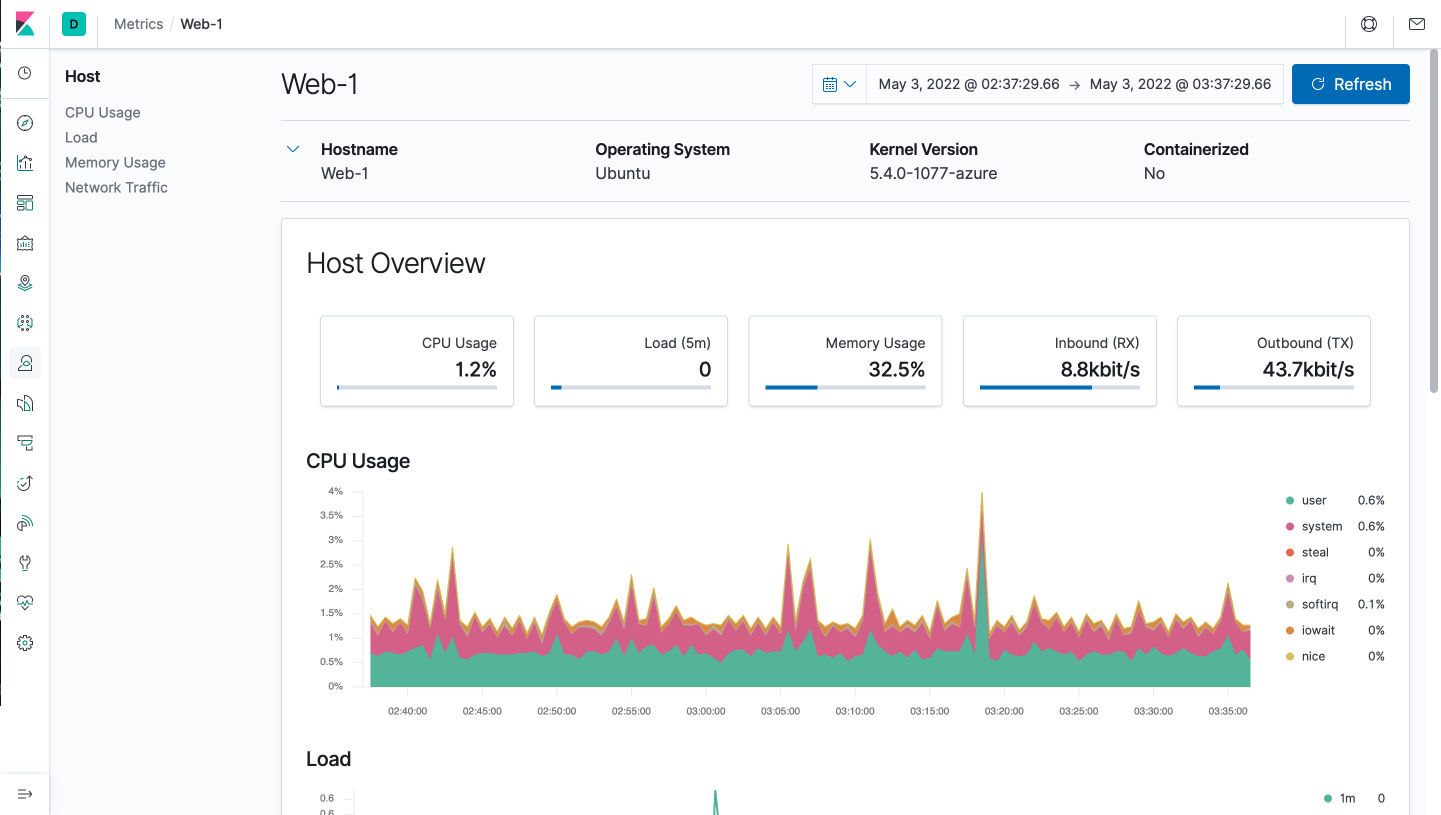 D Metrics / Web-1
Host
CPU Usage
Load
Memory Usage
Network Traffic
Web-1
May 3, 2022 @ 02:37:29.66 → May 3, 2022 @ 03:37:29.66
Refresh
Hostname Operating System Kernel Version Containerized
Web-1 Ubuntu 5.4.0-1077-azure No
Host Overview
CPU Usage Load (5m) Memory Usage Inbound (RX) Outbound (TX)
1.2% 0 32.5% 8.8kbit/s 43.7kbit/s
CPU Usage
4%
3.5%
3%
2.5%
2%
1.5%
1%
0.5%
0%
02:40:00 02:45:00 02:50:00 02:55:00 03:00:00 03:05:00 03:10:00 03:15:00 03:20:00 03:25:00 03:30:00 03:35:00
user 0.6%
system 0.6%
steal 0%
irq 0%
softirq 0.1%
iowait 0%
nice 0%
Load
0.6
0.6
1m 0